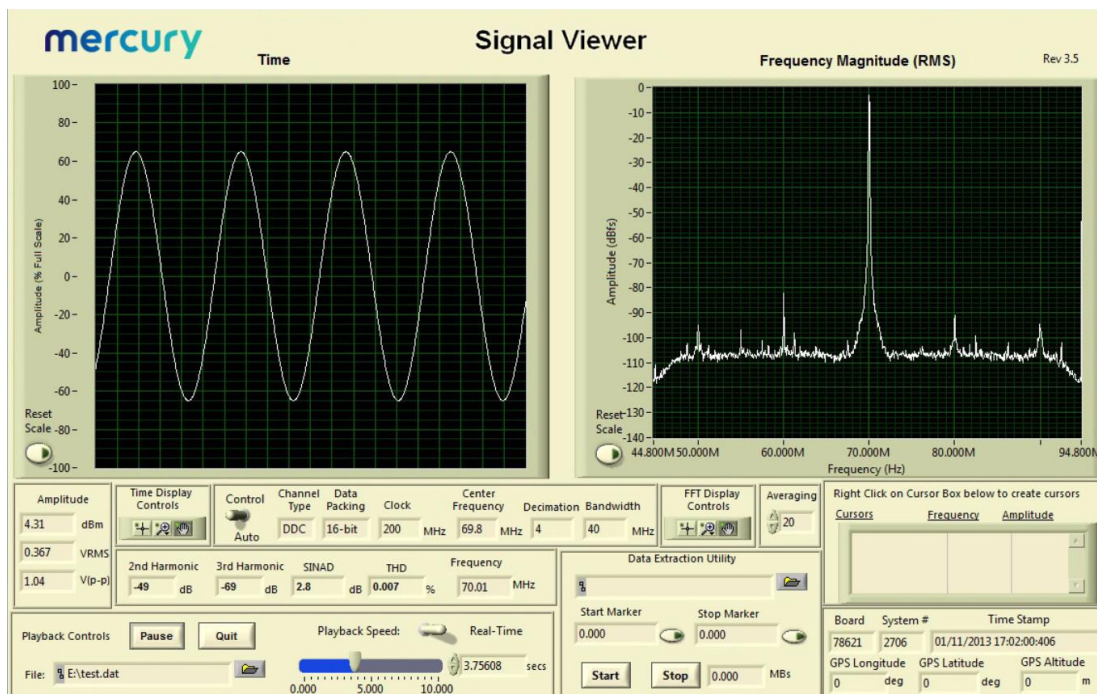 mercury
Signal Viewer
Time
Frequency Magnitude (RMS)
Rev 3.5
Amplitude (% Full Scale)
100
80
60
40
20
0
-20
-40
-60
-80
-100
Reset
Scale
Amplitude (dBfs)
0
-10
-20
-30
-40
-50
-60
-70
-80
-90
-100
-110
-120
-130
-140
Reset
Scale
44.800M 50.000M 60.000M 70.000M 80.000M 94.800M
Frequency (Hz)
Amplitude
4.31 dBm
0.367 VRMS
1.04 V(p-p)
Time Display
Controls
Control
Auto
Channel Type
DDC
Data Packing
16-bit
Clock
200 MHz
Center Frequency
69.8 MHz
Decimation
4
Bandwidth
40 MHz
FFT Display
Controls
Averaging
20
2nd Harmonic
-49 dB
3rd Harmonic
-69 dB
SINAD
2.8 dB
THD
0.007 %
Frequency
70.01 MHz
Playback Controls
Pause
Quit
Playback Speed:
Real-Time
File:
E:\test.dat
0.000 5.000 10.000
3.75608 secs
Data Extraction Utility
Start Marker
0.000
Stop Marker
0.000
Start
Stop
0.000 MBs
Right Click on Cursor Box below to create cursors
Cursors Frequency Amplitude
Board System # Time Stamp
78621 2706 01/11/2013 17:02:00:406
GPS Longitude GPS Latitude GPS Altitude
0 deg 0 deg 0 m